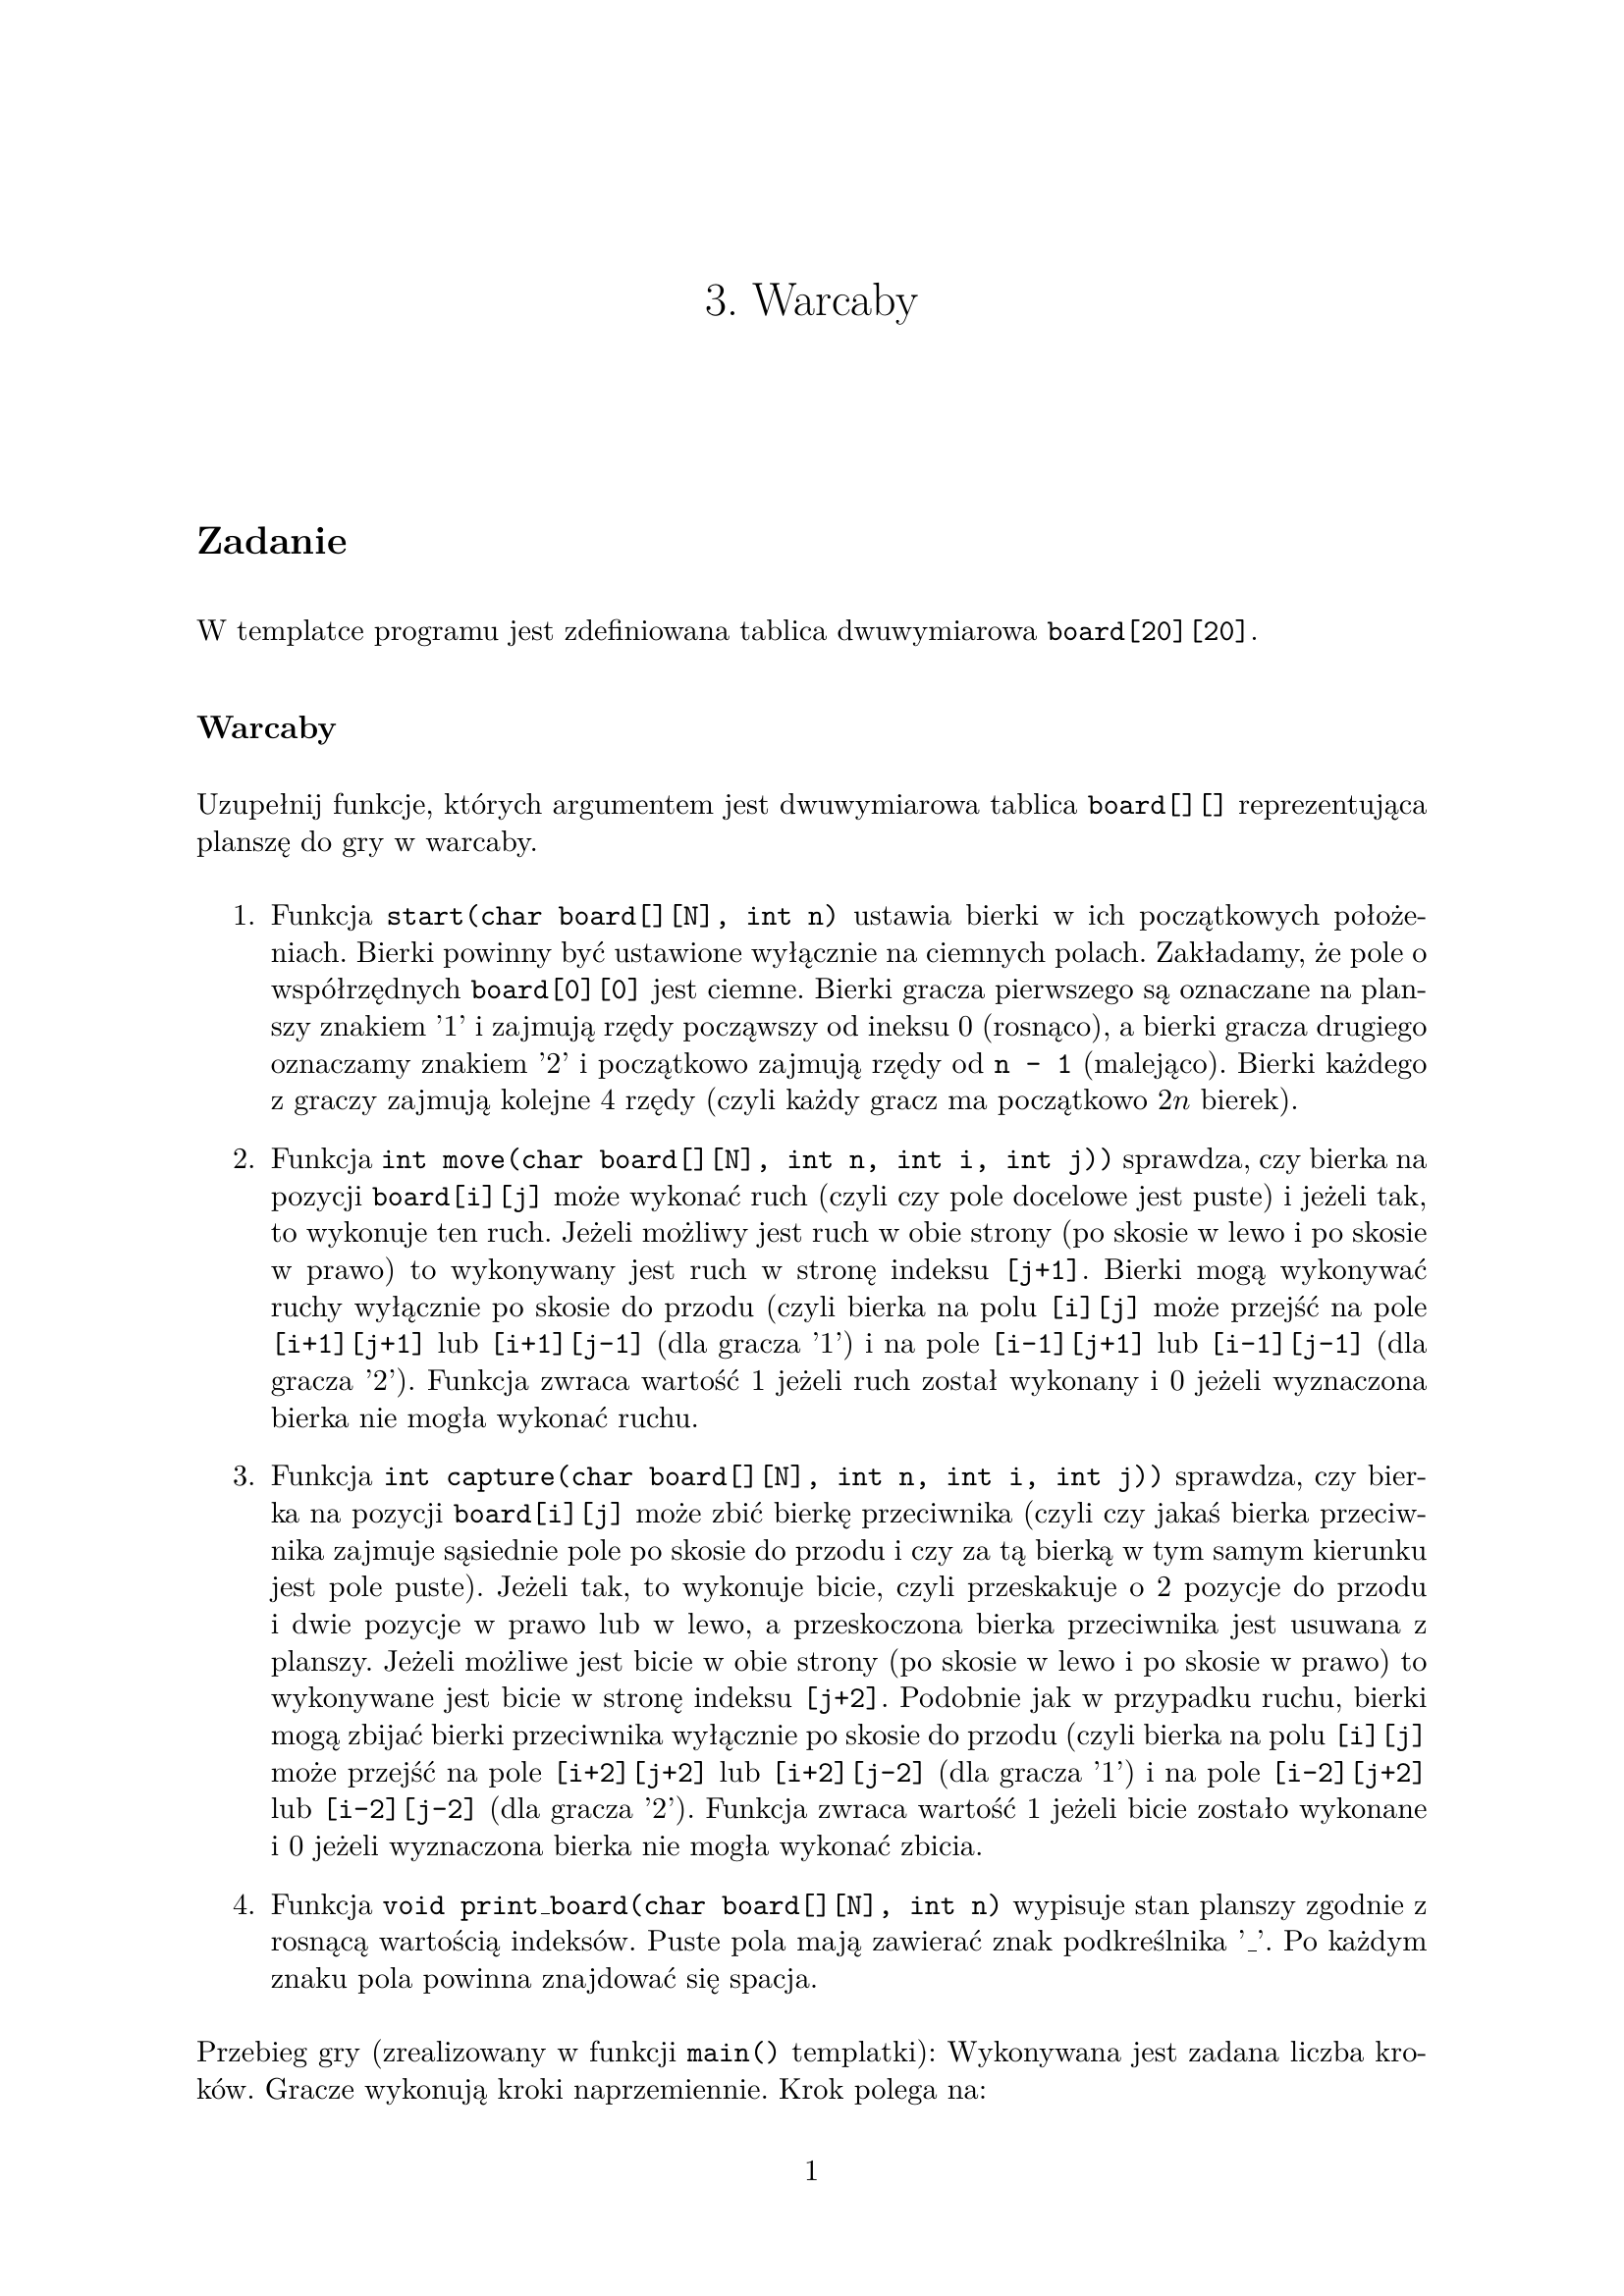 3. Warcaby
Zadanie
W templatce programu jest zdefiniowana tablica dwuwymiarowa board[20][20].
Warcaby
Uzupełnij funkcje, których argumentem jest dwuwymiarowa tablica board[][] reprezentująca
planszę do gry w warcaby.
1. Funkcja start(char board[][N], int n) ustawia bierki w ich początkowych położe-
niach. Bierki powinny być ustawione wyłącznie na ciemnych polach. Zakładamy, że pole o
współrzędnych board[0][0] jest ciemne. Bierki gracza pierwszego są oznaczane na plan-
szy znakiem '1' i zajmują rzędy począwszy od ineksu 0 (rosnąco), a bierki gracza drugiego
oznaczamy znakiem '2' i początkowo zajmują rzędy od n - 1 (malejąco). Bierki każdego
z graczy zajmują kolejne 4 rzędy (czyli każdy gracz ma początkowo 2n bierek).
2. Funkcja int move(char board[][N], int n, int i, int j)) sprawdza, czy bierka na
pozycji board[i][j] może wykonać ruch (czyli czy pole docelowe jest puste) i jeżeli tak,
to wykonuje ten ruch. Jeżeli możliwy jest ruch w obie strony (po skosie w lewo i po skosie
w prawo) to wykonywany jest ruch w stronę indeksu [j+1]. Bierki mogą wykonywać
ruchy wyłącznie po skosie do przodu (czyli bierka na polu [i][j] może przejść na pole
[i+1][j+1] lub [i+1][j-1] (dla gracza '1') i na pole [i-1][j+1] lub [i-1][j-1] (dla
gracza '2'). Funkcja zwraca wartość 1 jeżeli ruch został wykonany i 0 jeżeli wyznaczona
bierka nie mogła wykonać ruchu.
3. Funkcja int capture(char board[][N], int n, int i, int j)) sprawdza, czy bier-
ka na pozycji board[i][j] może zbić bierkę przeciwnika (czyli czy jakaś bierka przeciw-
nika zajmuje sąsiednie pole po skosie do przodu i czy za tą bierką w tym samym kierunku
jest pole puste). Jeżeli tak, to wykonuje bicie, czyli przeskakuje o 2 pozycje do przodu
i dwie pozycje w prawo lub w lewo, a przeskoczona bierka przeciwnika jest usuwana z
planszy. Jeżeli możliwe jest bicie w obie strony (po skosie w lewo i po skosie w prawo) to
wykonywane jest bicie w stronę indeksu [j+2]. Podobnie jak w przypadku ruchu, bierki
mogą zbijać bierki przeciwnika wyłącznie po skosie do przodu (czyli bierka na polu [i][j]
może przejść na pole [i+2][j+2] lub [i+2][j-2] (dla gracza '1') i na pole [i-2][j+2]
lub [i-2][j-2] (dla gracza '2'). Funkcja zwraca wartość 1 jeżeli bicie zostało wykonane
i 0 jeżeli wyznaczona bierka nie mogła wykonać zbicia.
4. Funkcja void print_board(char board[][N], int n) wypisuje stan planszy zgodnie z
rosnącą wartością indeksów. Puste pola mają zawierać znak podkreślnika '_'. Po każdym
znaku pola powinna znajdować się spacja.
Przebieg gry (zrealizowany w funkcji main() templatki): Wykonywana jest zadana liczba kro-
ków. Gracze wykonują kroki naprzemiennie. Krok polega na:
1